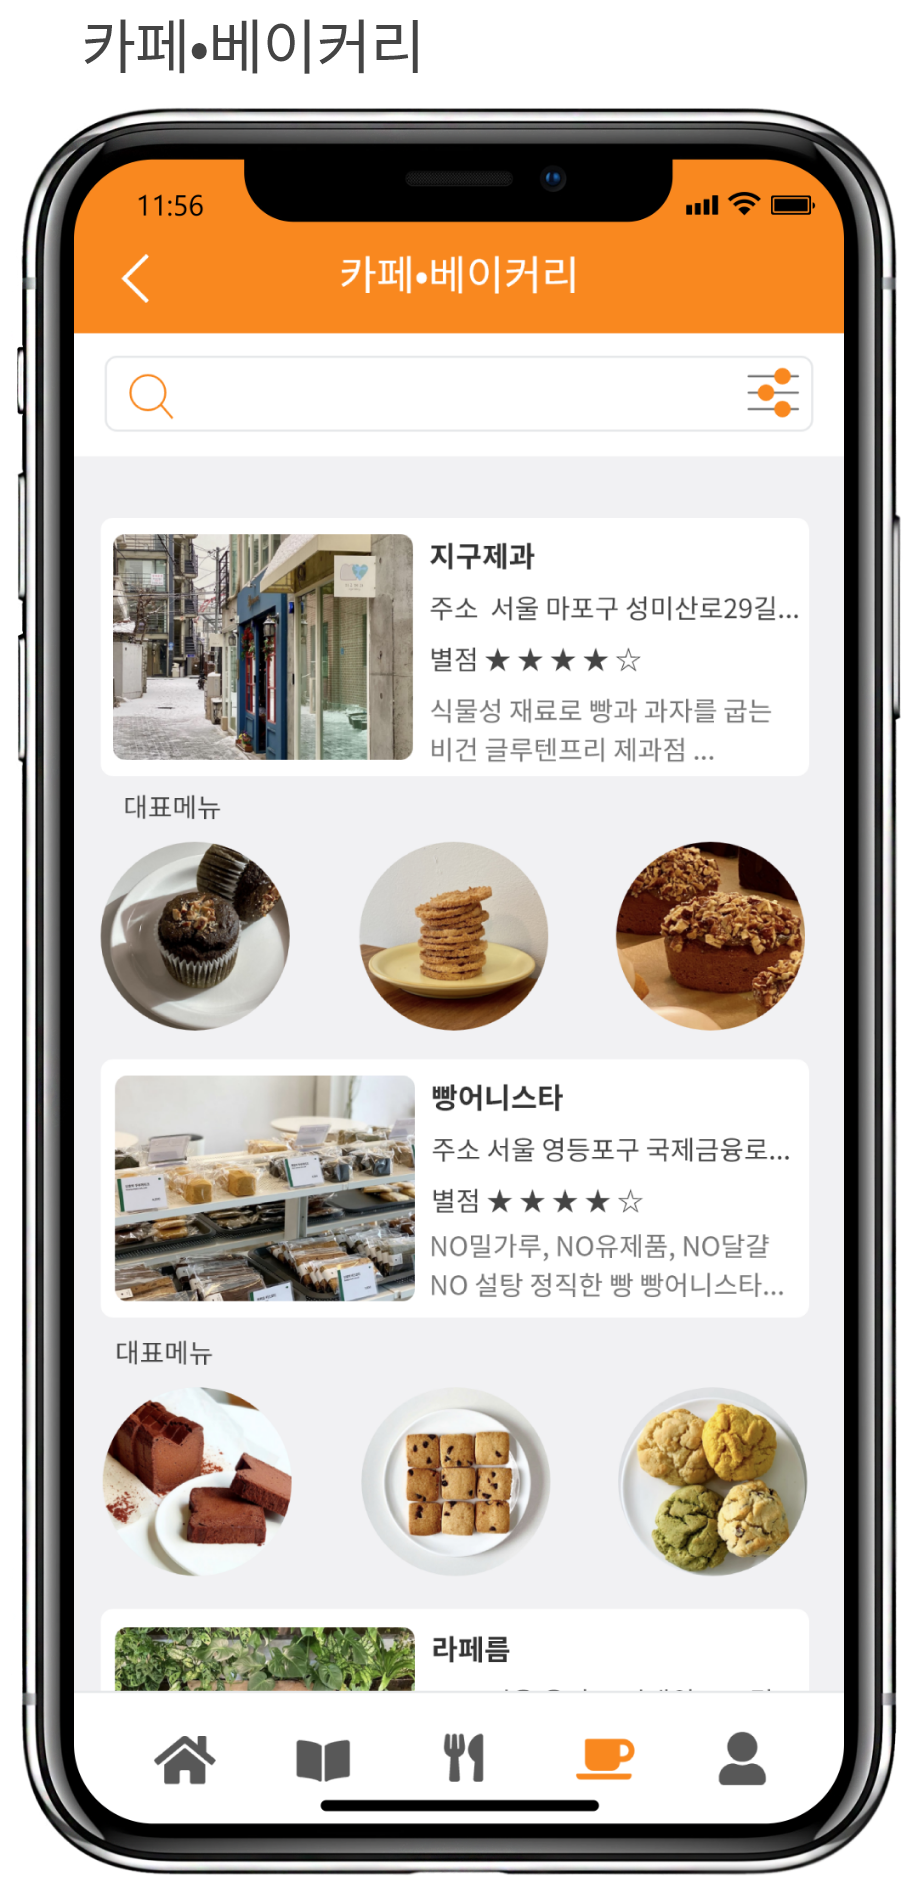 카페•베이커리
11:56
카페•베이커리
지구제과
주소 서울 마포구 성미산로29길...
별점 ★ ★ ★ ★ ☆
식물성 재료로 빵과 과자를 굽는
비건 글루텐프리 제과점 ...
대표메뉴
빵어니스타
주소 서울 영등포구 국제금융로...
별점 ★ ★ ★ ★ ☆
NO밀가루, NO유제품, NO달걀
NO 설탕 정직한 빵 빵어니스타...
대표메뉴
라페름